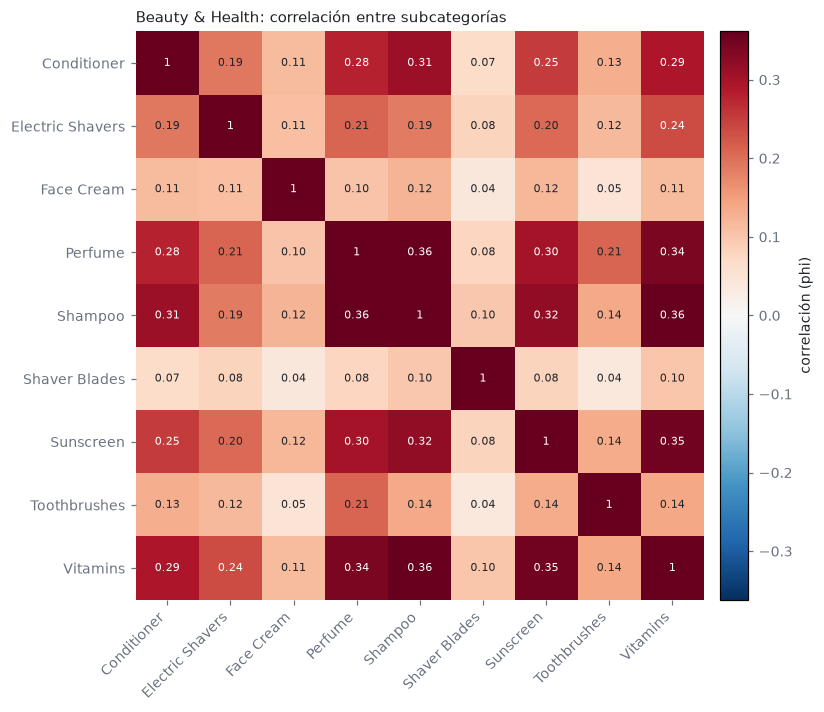 Beauty & Health: correlación entre subcategorías
Conditioner 1 0.19 0.11 0.28 0.31 0.07 0.25 0.13 0.29
Electric Shavers 0.19 1 0.11 0.21 0.19 0.08 0.20 0.12 0.24
Face Cream 0.11 0.11 1 0.10 0.12 0.04 0.12 0.05 0.11
Perfume 0.28 0.21 0.10 1 0.36 0.08 0.30 0.21 0.34
Shampoo 0.31 0.19 0.12 0.36 1 0.10 0.32 0.14 0.36
Shaver Blades 0.07 0.08 0.04 0.08 0.10 1 0.08 0.04 0.10
Sunscreen 0.25 0.20 0.12 0.30 0.32 0.08 1 0.14 0.35
Toothbrushes 0.13 0.12 0.05 0.21 0.14 0.04 0.14 1 0.14
Vitamins 0.29 0.24 0.11 0.34 0.36 0.10 0.35 0.14 1
Conditioner
Electric Shavers
Face Cream
Perfume
Shampoo
Shaver Blades
Sunscreen
Toothbrushes
Vitamins
0.3
0.2
0.1
0.0
−0.1
−0.2
−0.3
correlación (phi)